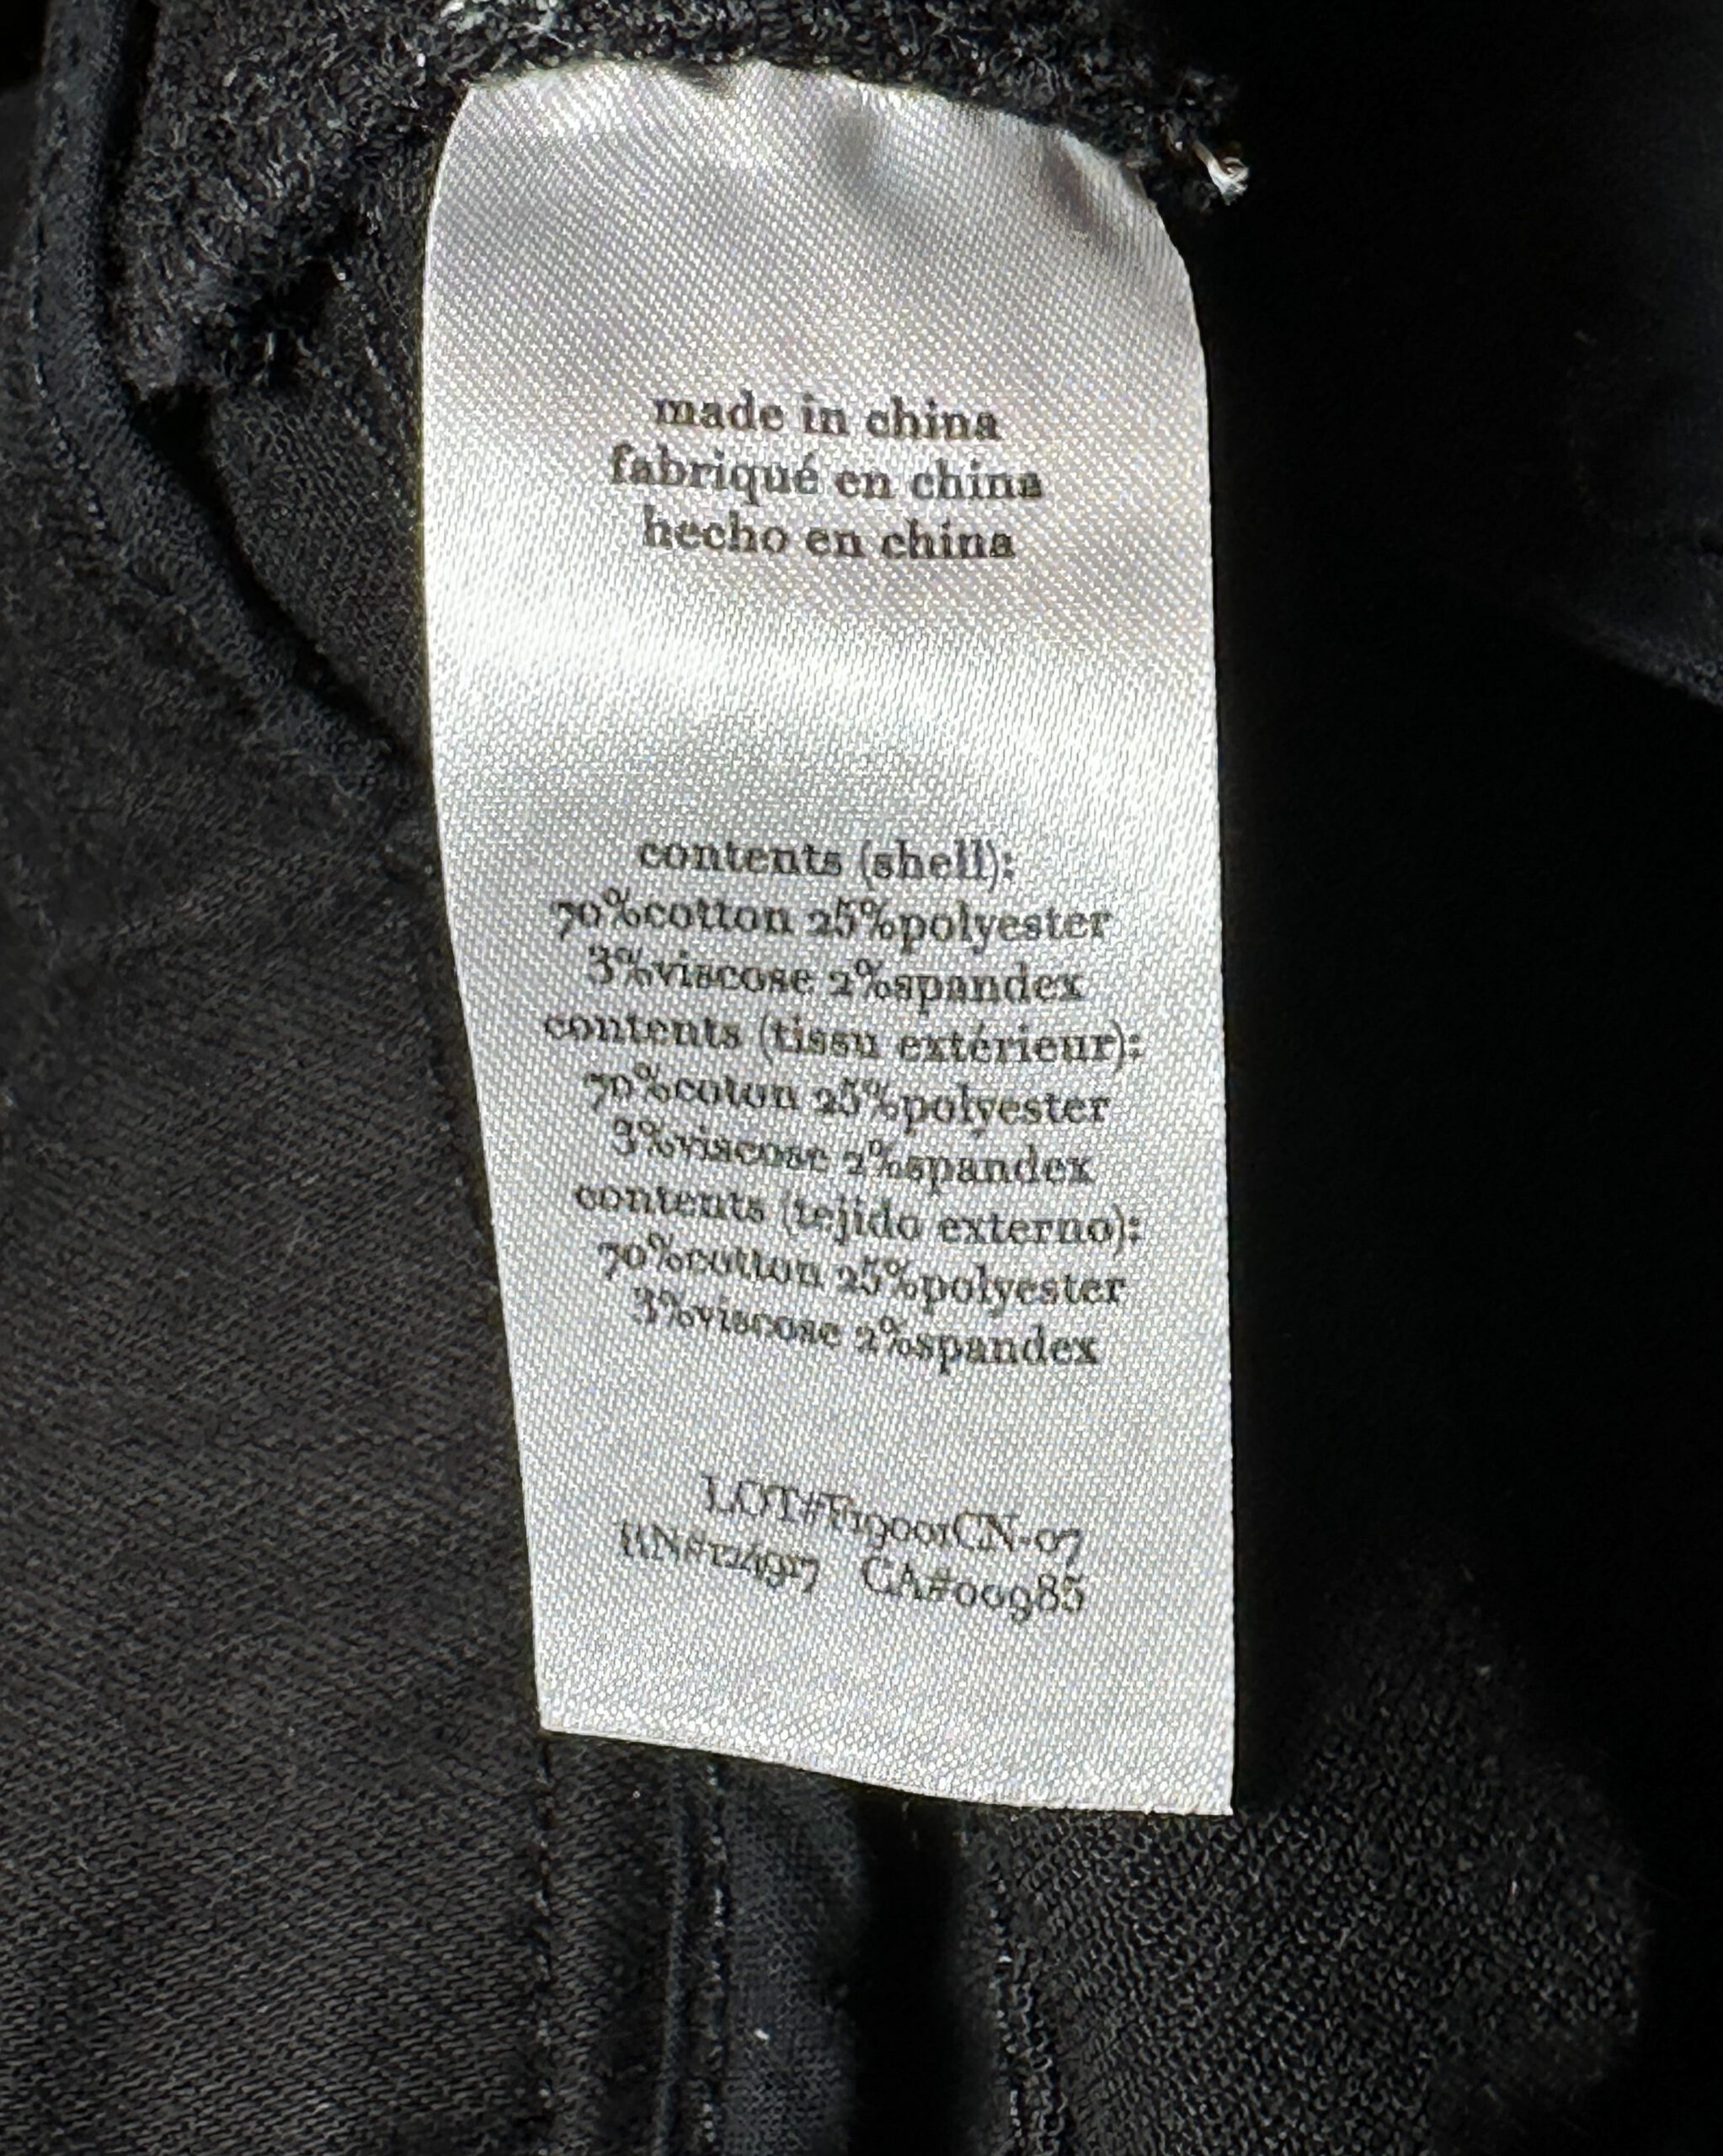 made in china
fabriqué en china
hecho en china
contents (shell):
70%cotton 25%polyester
3%viscose 2%spandex
contents (tissu extérieur):
70%coton 25%polyester
3%viscose 2%spandex
contents (tejido externo):
70%cotton 25%polyester
3%viscose 2%spandex
LOT#F19001CN-07
RN#124917 CA#00985